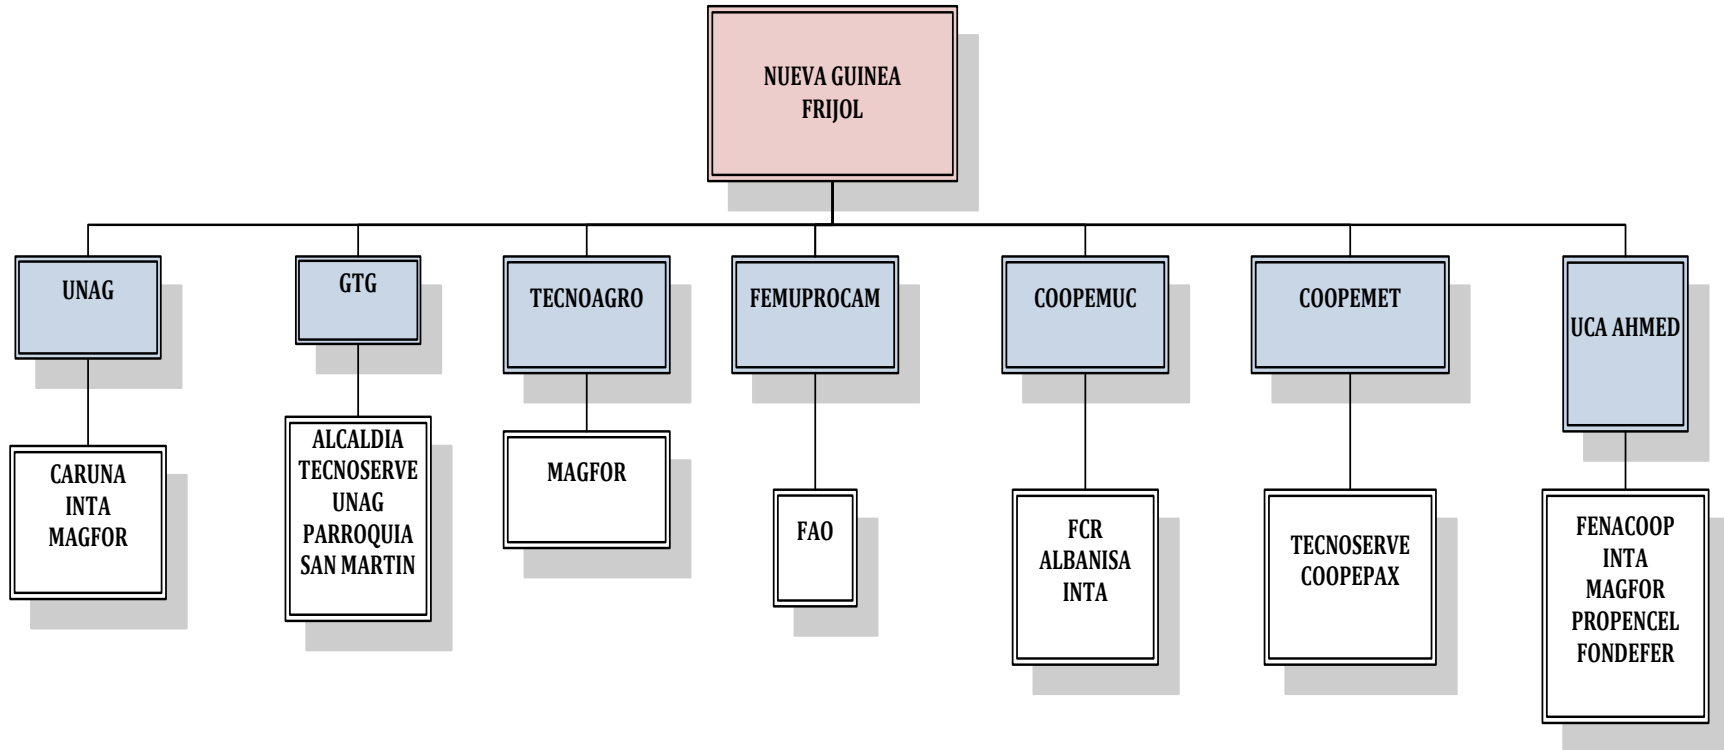 NUEVA GUINEA
FRIJOL
UNAG
GTG
TECNOAGRO
FEMUPROCAM
COOPEMUC
COOPEMET
UCA AHMED
CARUNA
INTA
MAGFOR
ALCALDIA
TECNOSERVE
UNAG
PARROQUIA
SAN MARTIN
MAGFOR
FAO
FCR
ALBANISA
INTA
TECNOSERVE
COOPEPAX
FENACOOP
INTA
MAGFOR
PROPENCEL
FONDEFER